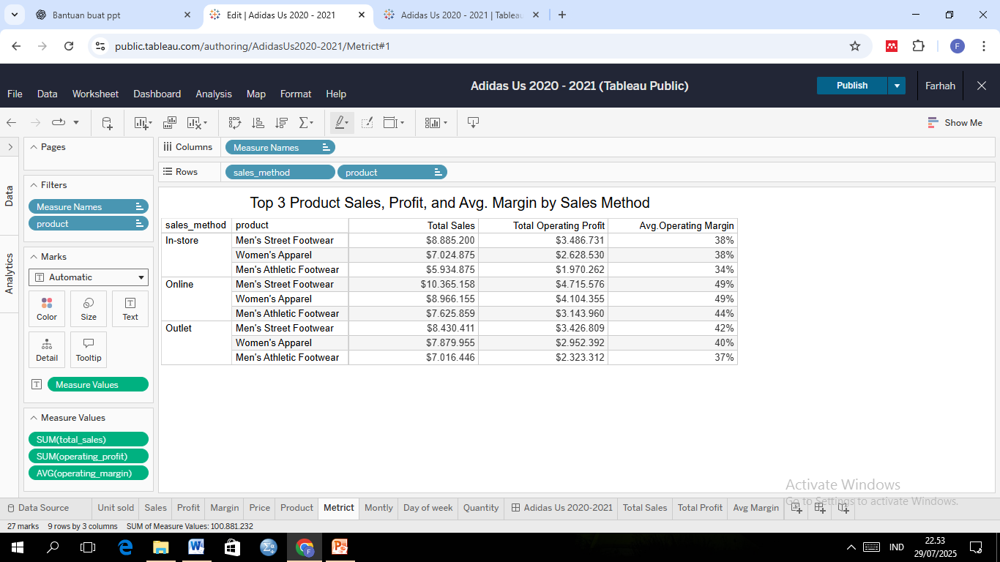 Bantuan buat ppt
Edit | Adidas Us 2020 - 2021
Adidas Us 2020 - 2021 | Tableau
public.tableau.com/authoring/AdidasUs2020-2021/Metrict#1
F
File Data Worksheet Dashboard Analysis Map Format Help
Adidas Us 2020 - 2021 (Tableau Public)
Publish
Farhah
Show Me
Data
Analytics
Pages
Filters
Measure Names
product
Marks
Automatic
Color Size Text
Detail Tooltip
Measure Values
Measure Values
SUM(total_sales)
SUM(operating_profit)
AVG(operating_margin)
Columns Measure Names
Rows sales_method product
Top 3 Product Sales, Profit, and Avg. Margin by Sales Method
sales_method product Total Sales Total Operating Profit Avg.Operating Margin
In-store Men's Street Footwear $8.885.200 $3.486.731 38%
Women's Apparel $7.024.875 $2.628.530 38%
Men's Athletic Footwear $5.934.875 $1.970.262 34%
Online Men's Street Footwear $10.365.158 $4.715.576 49%
Women's Apparel $8.966.155 $4.104.355 49%
Men's Athletic Footwear $7.625.859 $3.143.960 44%
Outlet Men's Street Footwear $8.430.411 $3.426.809 42%
Women's Apparel $7.879.955 $2.952.392 40%
Men's Athletic Footwear $7.016.446 $2.323.312 37%
Activate Windows
Go to Settings to activate Windows.
Data Source Unit sold Sales Profit Margin Price Product Metrict Montly Day of week Quantity Adidas Us 2020-2021 Total Sales Total Profit Avg Margin
27 marks 9 rows by 3 columns SUM of Measure Values: 100.881.232
IND
22.53
29/07/2025